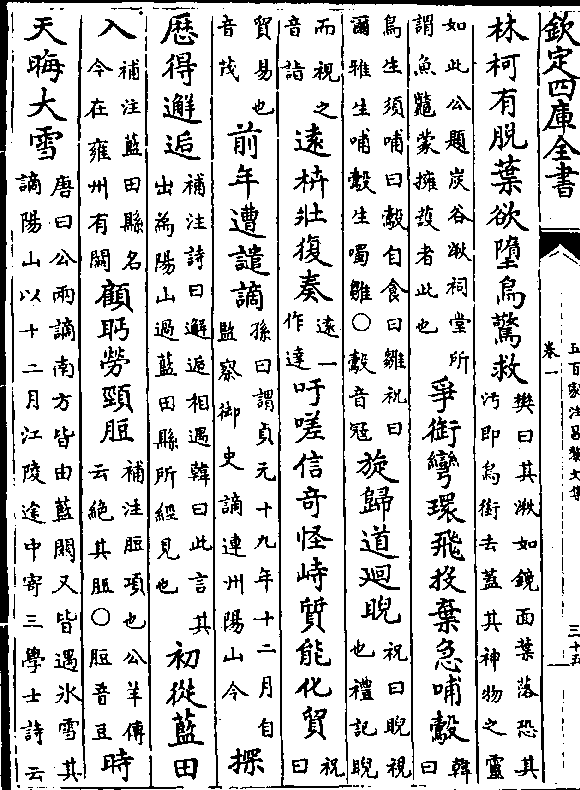 欽定四庫全書
五百家注昌黎文集
卷一
三十五
林柯有脫葉欲墮鳥驚救樊曰其湫如鏡面葉落恐其汚即鳥銜去蓋其神物之靈
如此公題炭谷湫祠堂所謂魚鼈蒙擁護者此也爭銜彎環飛投棄急哺鷇韓曰
鳥生須哺曰鷇自食曰雛祝曰爾雅生哺鷇生噣雛○鷇音冦旋歸道廻睨祝曰睨視也禮記睨
而視之音詣遠枿壯復奏遠一作達吁嗟信奇怪峙質能化貿祝曰
貿易也音茂前年遭譴謫孫曰謂貞元十九年十二月自監察御史謫連州陽山今探
歴得邂逅補注詩曰邂逅相遇韓曰此言其出為陽山過藍田縣所經見也初從藍田
入補注藍田縣名今在雍州有關顧眄勞頸脰補注脰項也公羊傳云絶其脰○脰音豆時
天晦大雪唐曰公兩謫南方皆由藍關又皆遇氷雪其謫陽山以十二月江陵途中寄三學士詩云